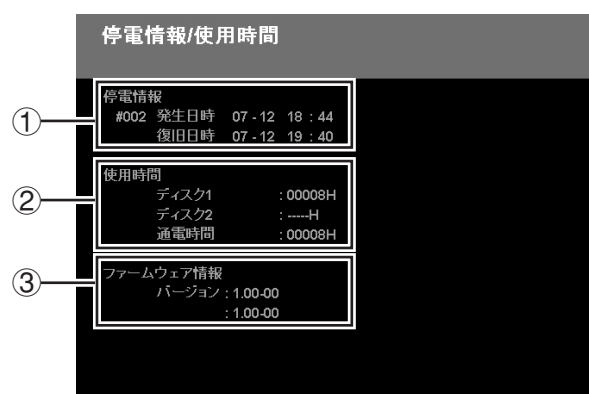 停電情報/使用時間
① 停電情報
#002 発生日時 07-12 18:44
復旧日時 07-12 19:40
② 使用時間
ディスク1 :00008H
ディスク2 :-----H
通電時間 :00008H
③ ファームウェア情報
バージョン :1.00-00
:1.00-00